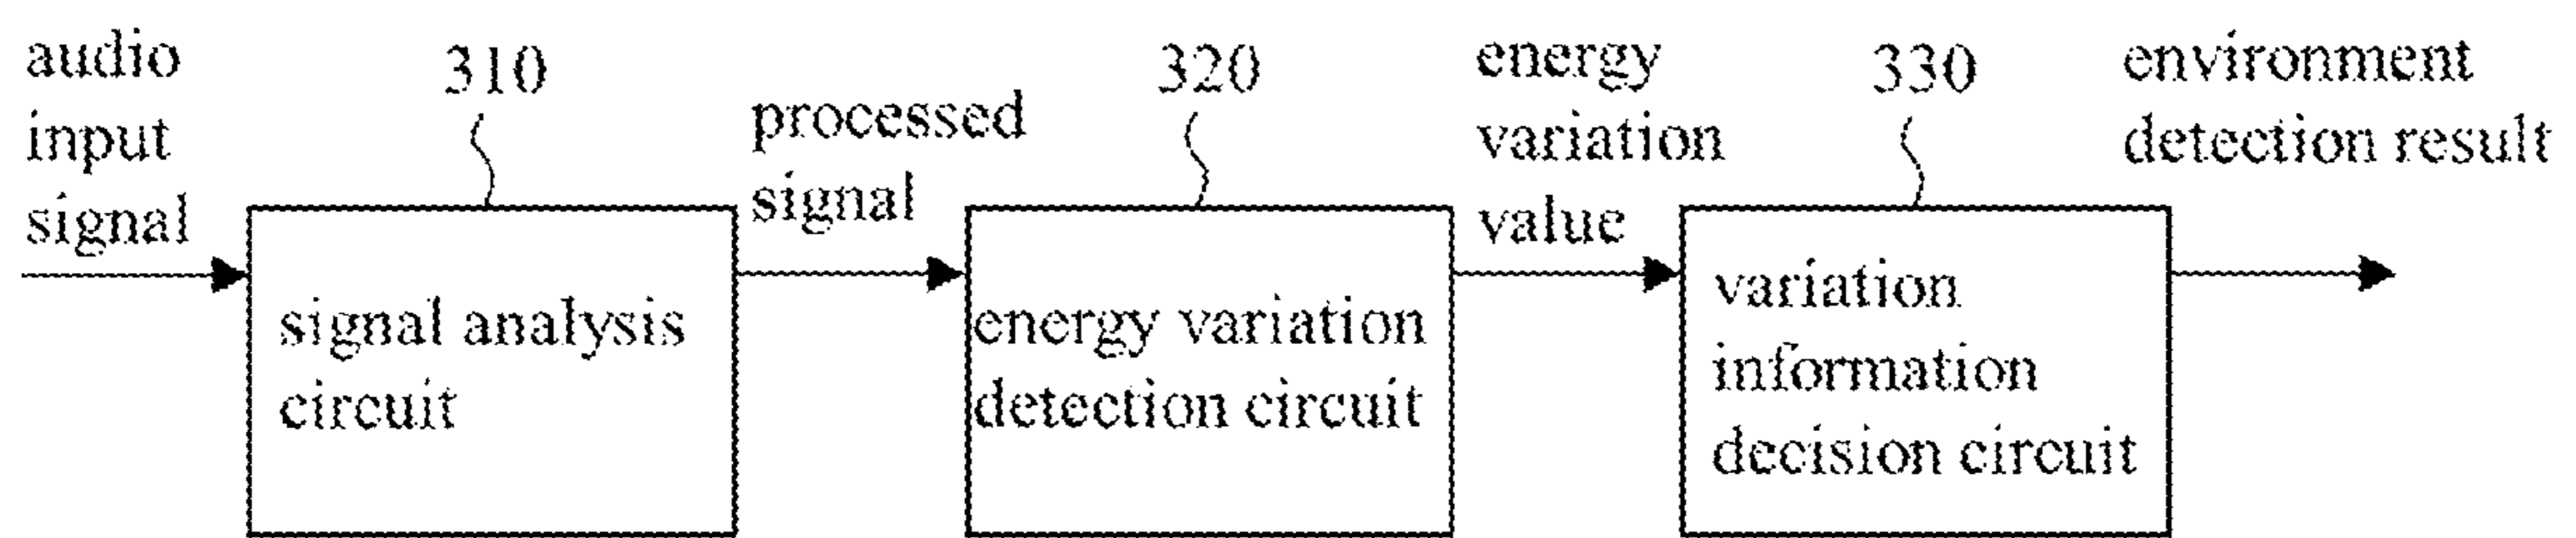 audio
input
signal
310
signal analysis
circuit
processed
signal
320
energy variation
detection circuit
energy
variation
value
330
variation
information
decision circuit
environment
detection result